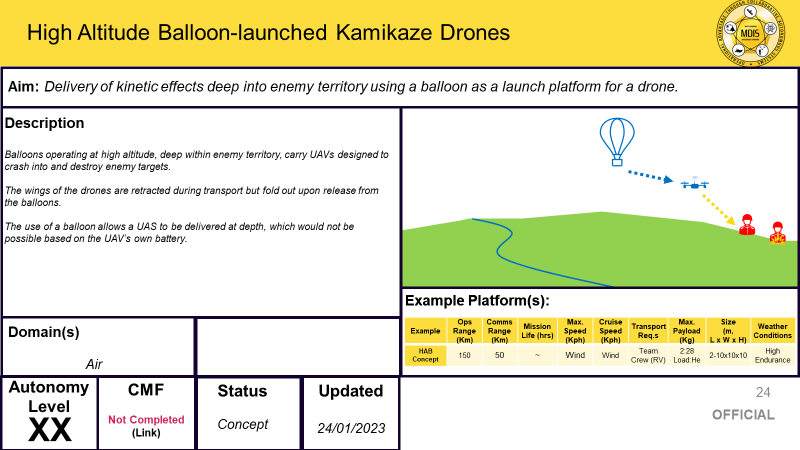 High Altitude Balloon-launched Kamikaze Drones
MDIS
Aim: Delivery of kinetic effects deep into enemy territory using a balloon as a launch platform for a drone.
Description
Balloons operating at high altitude, deep within enemy territory, carry UAVs designed to
crash into and destroy enemy targets.
The wings of the drones are retracted during transport but fold out upon release from
the balloons.
The use of a balloon allows a UAS to be delivered at depth, which would not be
possible based on the UAV's own battery.
Example Platform(s):
Example Ops Range (Km) Comms Range (Km) Mission Life (hrs) Max. Speed (Kph) Cruise Speed (Kph) Transport Req.s Max. Payload (Kg) Size (m, L x W x H) Weather Conditions
HAB Concept 150 50 ~ Wind Wind Team Crew (RV) 2:28 Load:He 2-10x10x10 High Endurance
Domain(s)
Air
Autonomy
Level
XX
CMF
Not Completed
(Link)
Status
Concept
Updated
24/01/2023
24
OFFICIAL